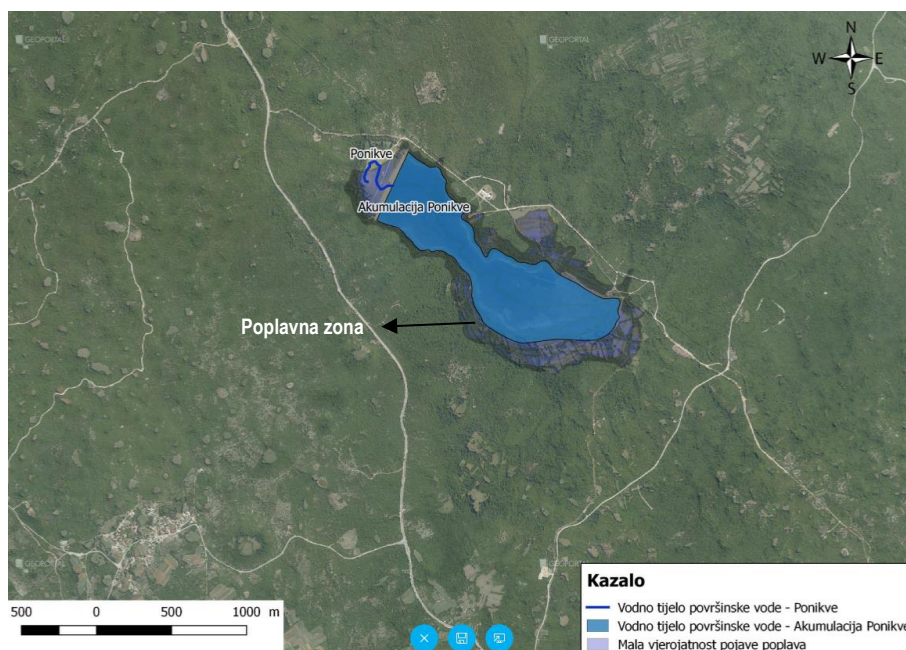 GEOPORTAL
GEOPORTAL
N
W E
S
Ponikve
Akumulacija Ponikve
Poplavna zona
GEOPORTAL
GEOPORTAL
Kazalo
Vodno tijelo površinske vode - Ponikve
Vodno tijelo površinske vode - Akumulacija Ponikve
Mala vjerojatnost pojave poplava
500 0 500 1000 m